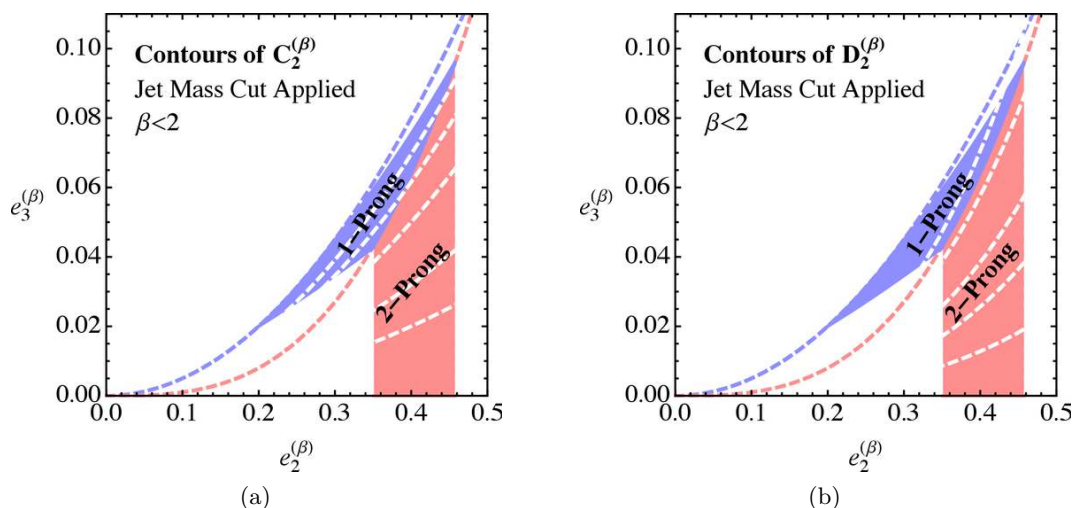 Contours of C₂⁽ᵝ⁾
Jet Mass Cut Applied
β<2
1–Prong
2–Prong
e₃⁽ᵝ⁾
0.10
0.08
0.06
0.04
0.02
0.00
0.0 0.1 0.2 0.3 0.4 0.5
e₂⁽ᵝ⁾
(a)
Contours of D₂⁽ᵝ⁾
Jet Mass Cut Applied
β<2
1–Prong
2–Prong
e₃⁽ᵝ⁾
0.10
0.08
0.06
0.04
0.02
0.00
0.0 0.1 0.2 0.3 0.4 0.5
e₂⁽ᵝ⁾
(b)